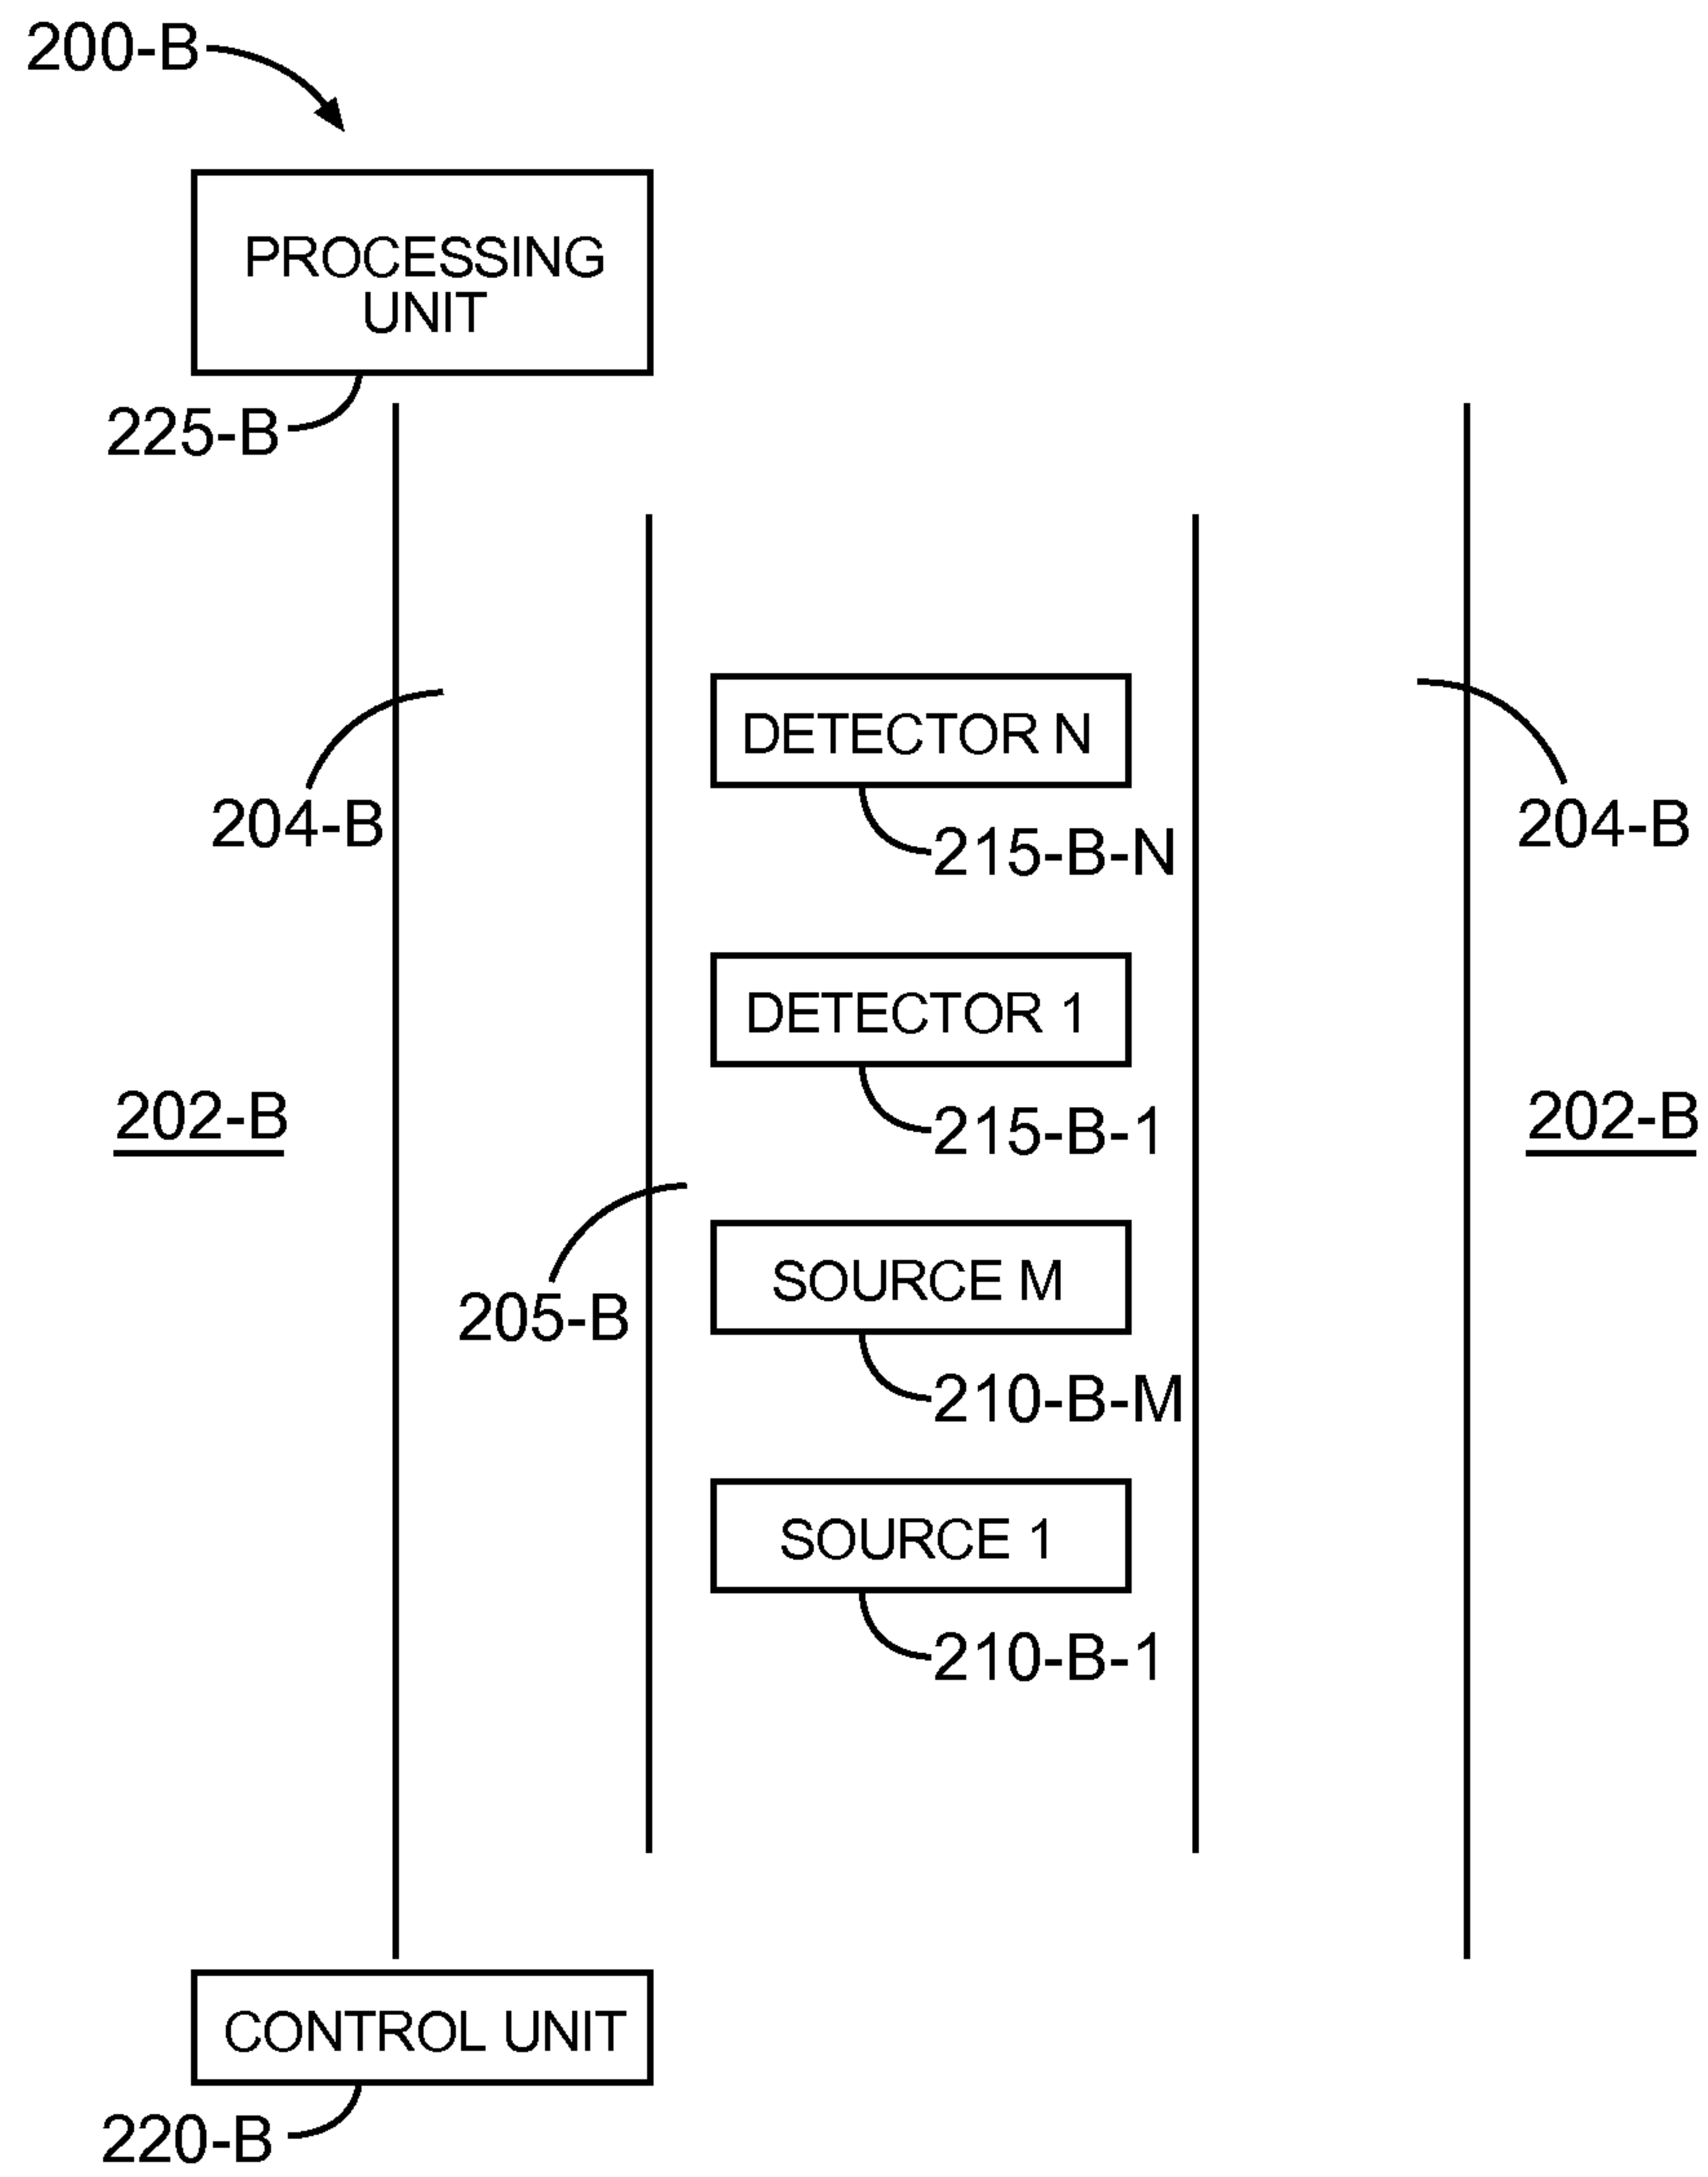 200-B
PROCESSING
UNIT
225-B
DETECTOR N
204-B
215-B-N
204-B
DETECTOR 1
202-B
215-B-1
202-B
SOURCE M
205-B
210-B-M
SOURCE 1
210-B-1
CONTROL UNIT
220-B